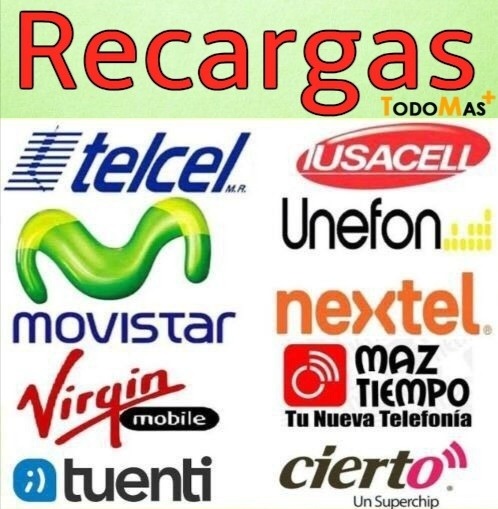 Recargas
TODOMAS+
telcel
M.R.
IUSACELL
movistar
Unefon
nextel
®
Virgin
mobile
MAZ
TIEMPO
Tu Nueva Telefonía
;) tuenti
cierto
Un Superchip